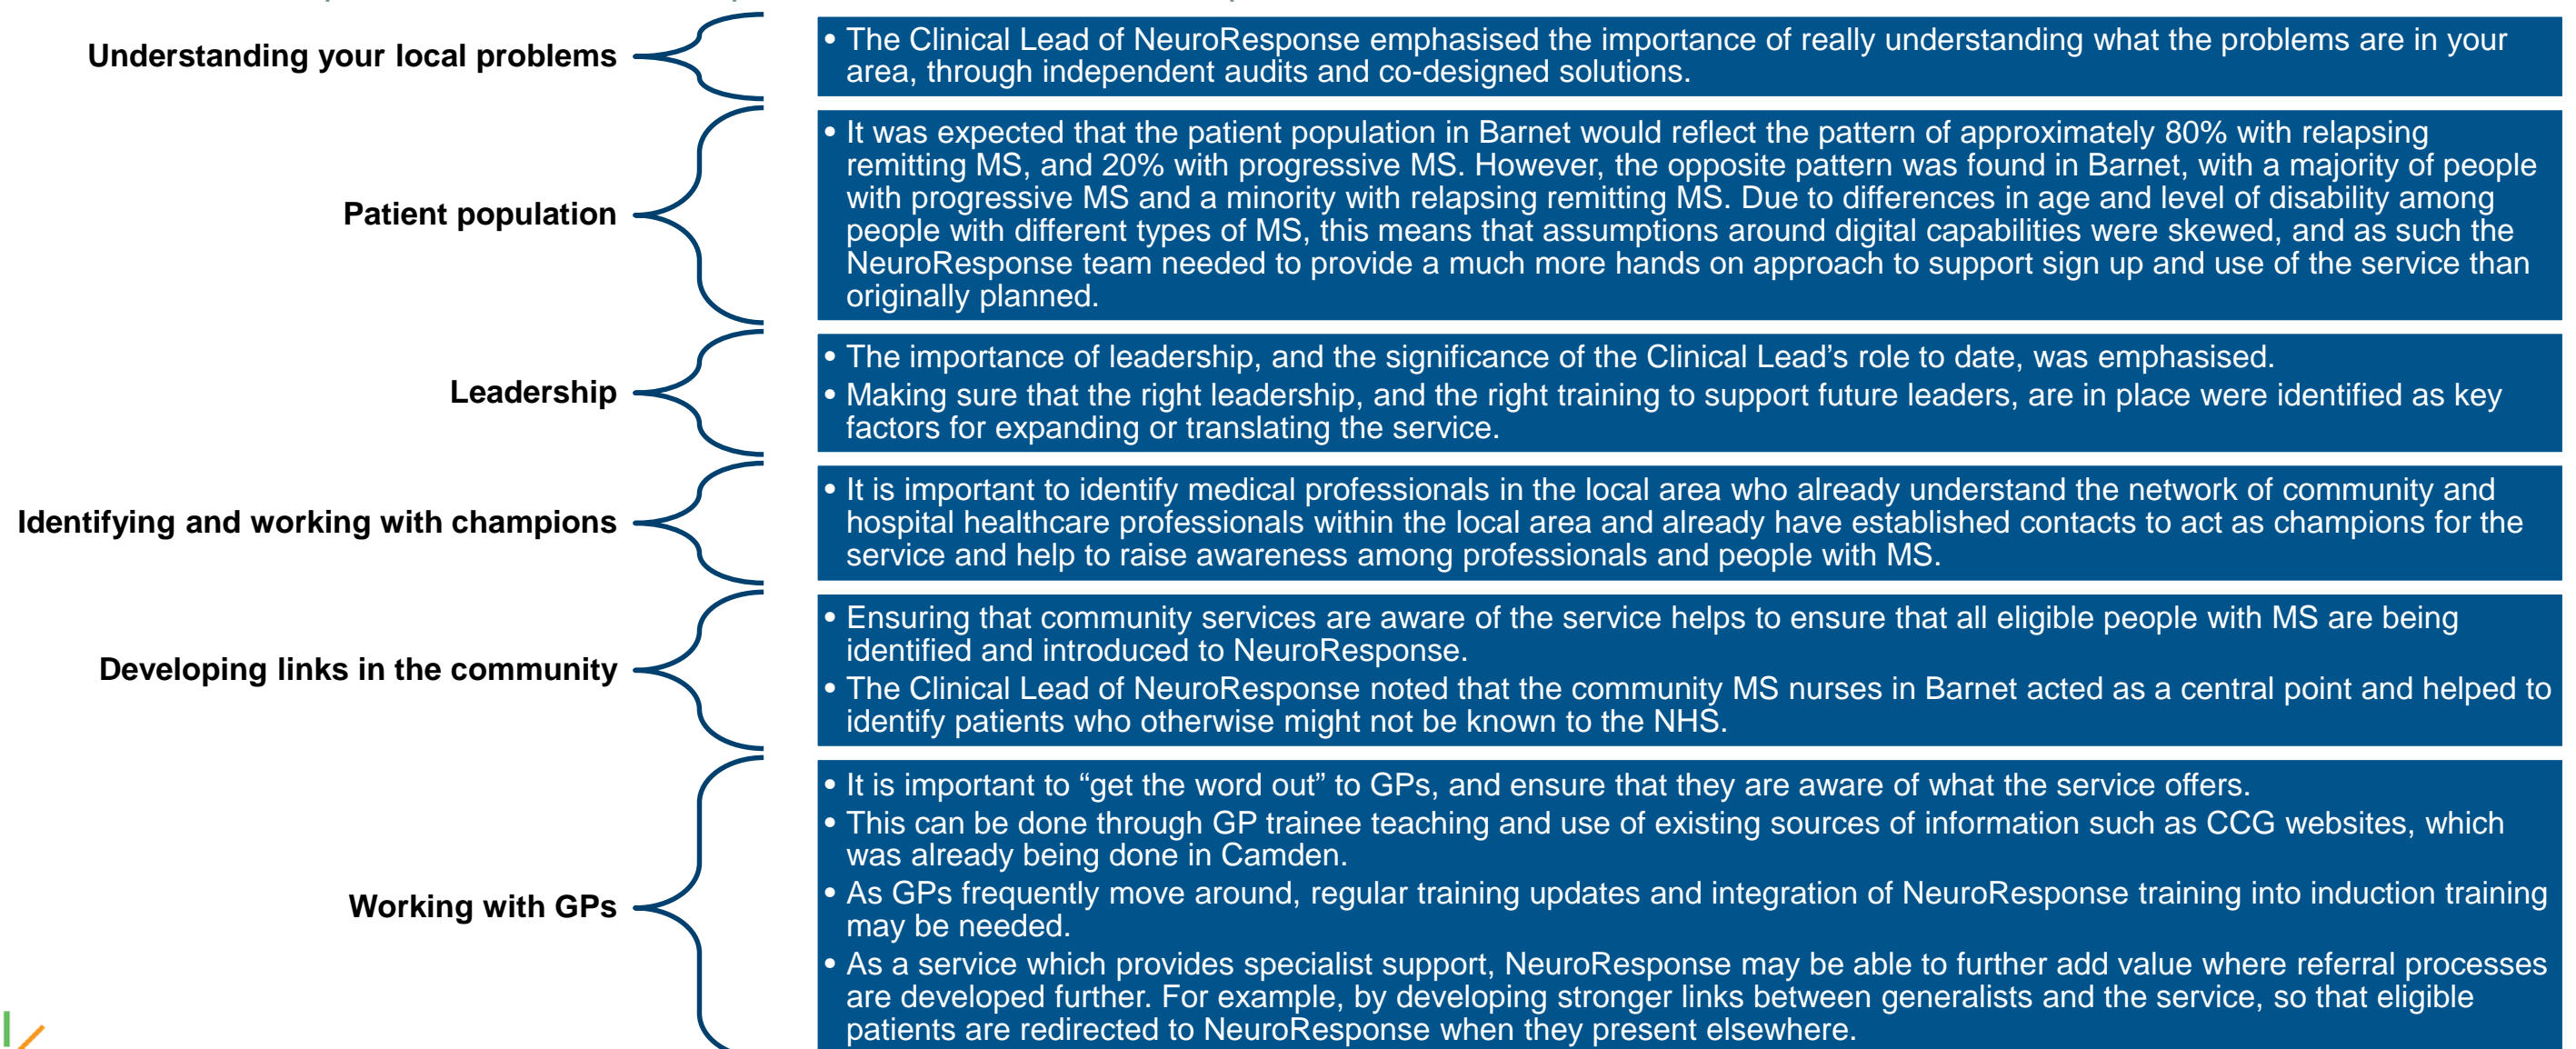 Understanding your local problems
• The Clinical Lead of NeuroResponse emphasised the importance of really understanding what the problems are in your
area, through independent audits and co-designed solutions.
Patient population
• It was expected that the patient population in Barnet would reflect the pattern of approximately 80% with relapsing
remitting MS, and 20% with progressive MS. However, the opposite pattern was found in Barnet, with a majority of people
with progressive MS and a minority with relapsing remitting MS. Due to differences in age and level of disability among
people with different types of MS, this means that assumptions around digital capabilities were skewed, and as such the
NeuroResponse team needed to provide a much more hands on approach to support sign up and use of the service than
originally planned.
Leadership
• The importance of leadership, and the significance of the Clinical Lead’s role to date, was emphasised.
• Making sure that the right leadership, and the right training to support future leaders, are in place were identified as key
factors for expanding or translating the service.
Identifying and working with champions
• It is important to identify medical professionals in the local area who already understand the network of community and
hospital healthcare professionals within the local area and already have established contacts to act as champions for the
service and help to raise awareness among professionals and people with MS.
Developing links in the community
• Ensuring that community services are aware of the service helps to ensure that all eligible people with MS are being
identified and introduced to NeuroResponse.
• The Clinical Lead of NeuroResponse noted that the community MS nurses in Barnet acted as a central point and helped to
identify patients who otherwise might not be known to the NHS.
Working with GPs
• It is important to “get the word out” to GPs, and ensure that they are aware of what the service offers.
• This can be done through GP trainee teaching and use of existing sources of information such as CCG websites, which
was already being done in Camden.
• As GPs frequently move around, regular training updates and integration of NeuroResponse training into induction training
may be needed.
• As a service which provides specialist support, NeuroResponse may be able to further add value where referral processes
are developed further. For example, by developing stronger links between generalists and the service, so that eligible
patients are redirected to NeuroResponse when they present elsewhere.